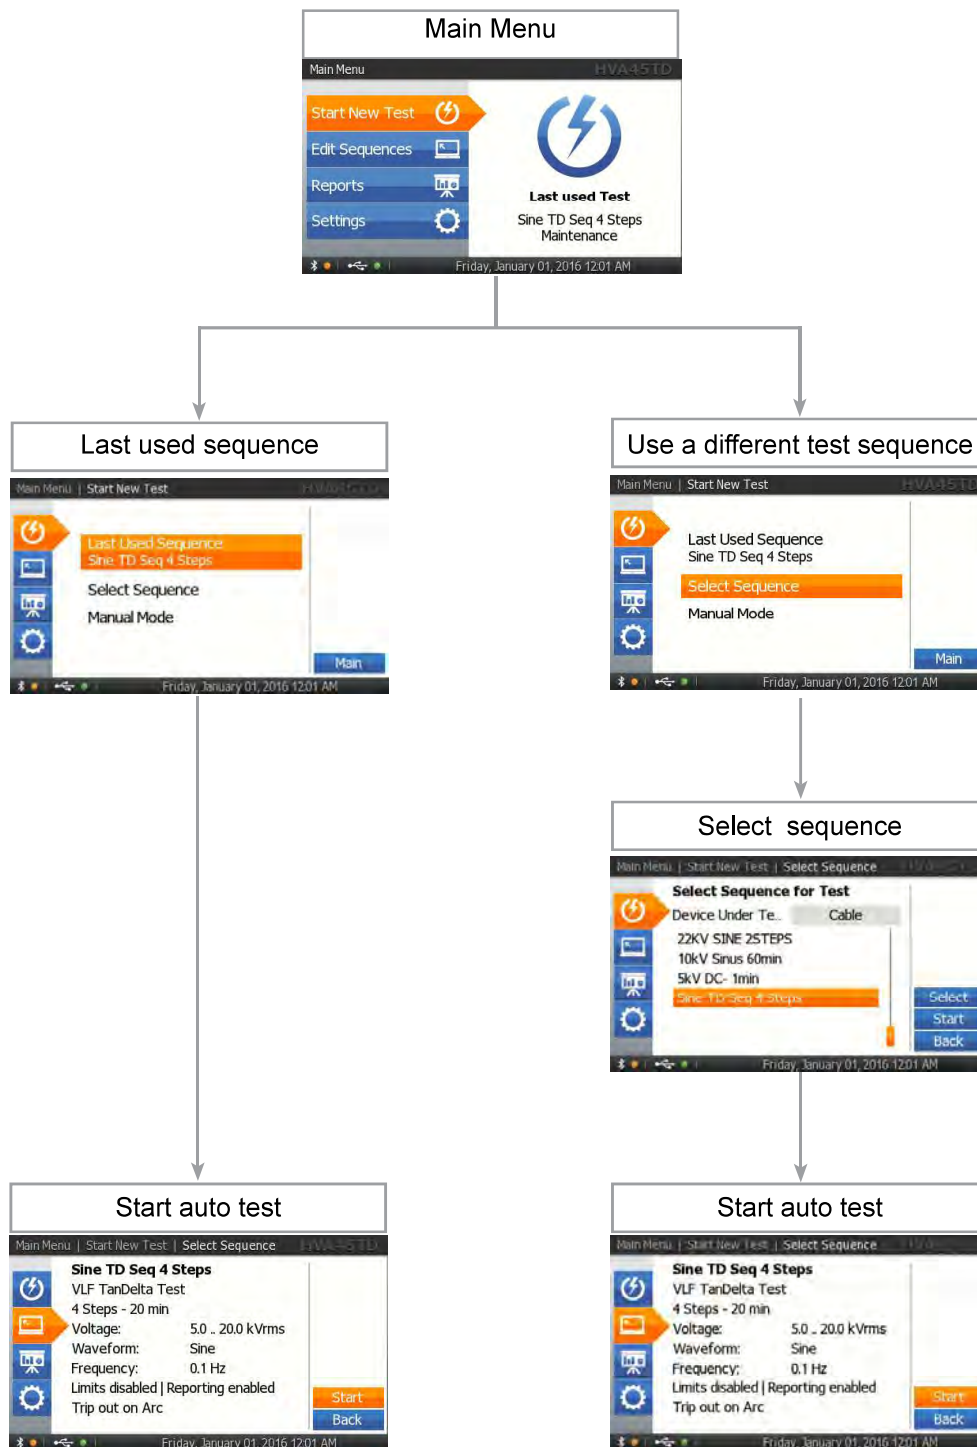 Main Menu
Main Menu HVA45TD
Start New Test
Edit Sequences
Reports
Settings
Last used Test
Sine TD Seq 4 Steps
Maintenance
Friday, January 01, 2016 12:01 AM
Last used sequence
Main Menu | Start New Test HVA45TD
Last Used Sequence
Sine TD Seq 4 Steps
Select Sequence
Manual Mode
Main
Friday, January 01, 2016 12:01 AM
Use a different test sequence
Main Menu | Start New Test HVA45TD
Last Used Sequence
Sine TD Seq 4 Steps
Select Sequence
Manual Mode
Main
Friday, January 01, 2016 12:01 AM
Select sequence
Main Menu | Start New Test | Select Sequence
Select Sequence for Test
Device Under Te.. Cable
22KV SINE 2STEPS
10kV Sinus 60min
5kV DC- 1min
Sine TD Seq 4 Steps
Select
Start
Back
Friday, January 01, 2016 12:01 AM
Start auto test
Main Menu | Start New Test | Select Sequence HVA45TD
Sine TD Seq 4 Steps
VLF TanDelta Test
4 Steps - 20 min
Voltage: 5.0 .. 20.0 kVrms
Waveform: Sine
Frequency: 0.1 Hz
Limits disabled | Reporting enabled
Trip out on Arc
Start
Back
Friday, January 01, 2016 12:01 AM
Start auto test
Main Menu | Start New Test | Select Sequence
Sine TD Seq 4 Steps
VLF TanDelta Test
4 Steps - 20 min
Voltage: 5.0 .. 20.0 kVrms
Waveform: Sine
Frequency: 0.1 Hz
Limits disabled | Reporting enabled
Trip out on Arc
Start
Back
Friday, January 01, 2016 12:01 AM